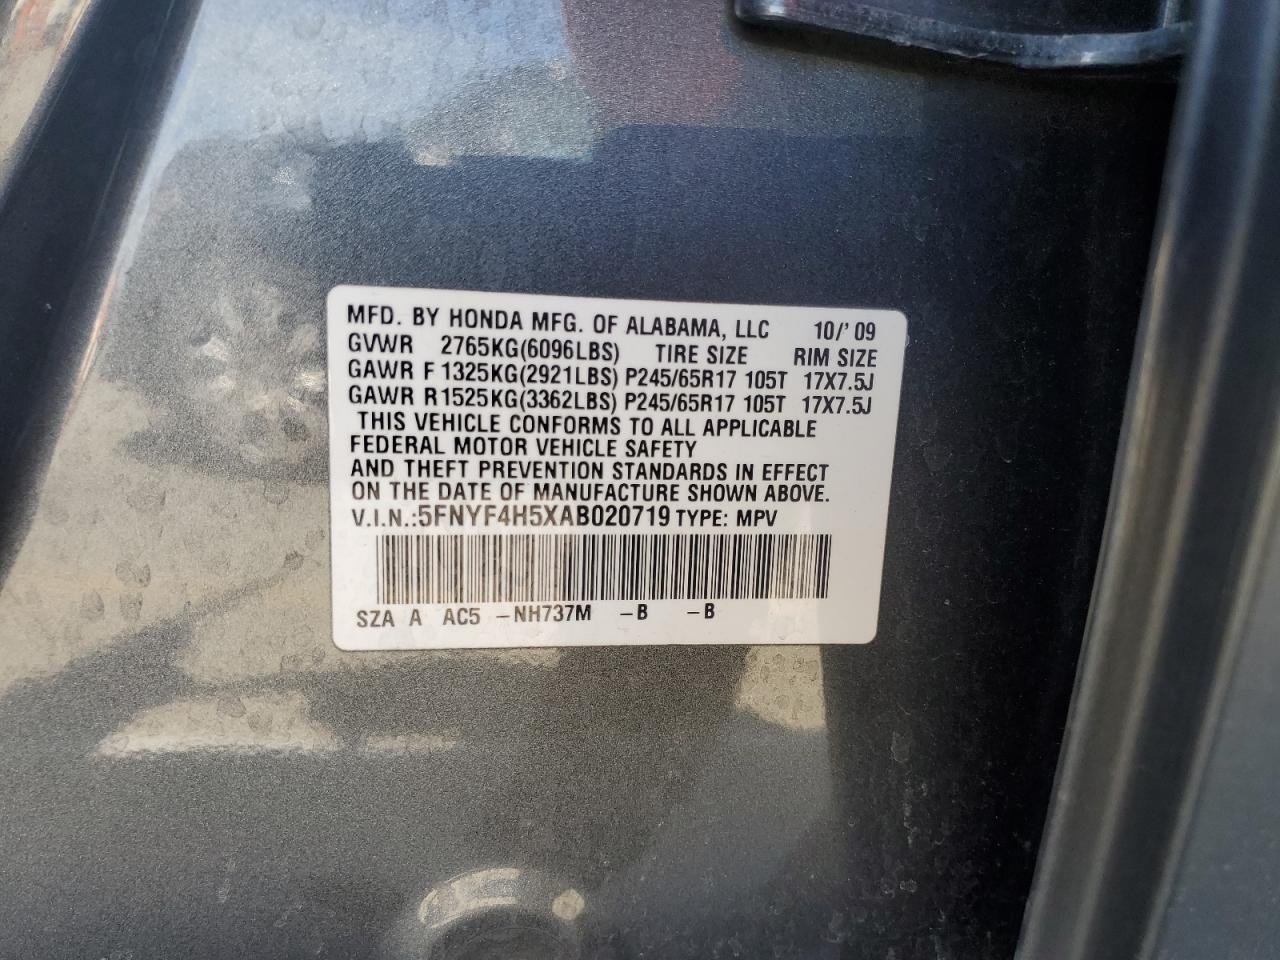 MFD. BY HONDA MFG. OF ALABAMA, LLC 10/'09
GVWR 2765KG(6096LBS) TIRE SIZE RIM SIZE
GAWR F 1325KG(2921LBS) P245/65R17 105T 17X7.5J
GAWR R 1525KG(3362LBS) P245/65R17 105T 17X7.5J
THIS VEHICLE CONFORMS TO ALL APPLICABLE
FEDERAL MOTOR VEHICLE SAFETY
AND THEFT PREVENTION STANDARDS IN EFFECT
ON THE DATE OF MANUFACTURE SHOWN ABOVE.
V.I.N.:5FNYF4H5XAB020719 TYPE: MPV
SZA A AC5 -NH737M -B -B